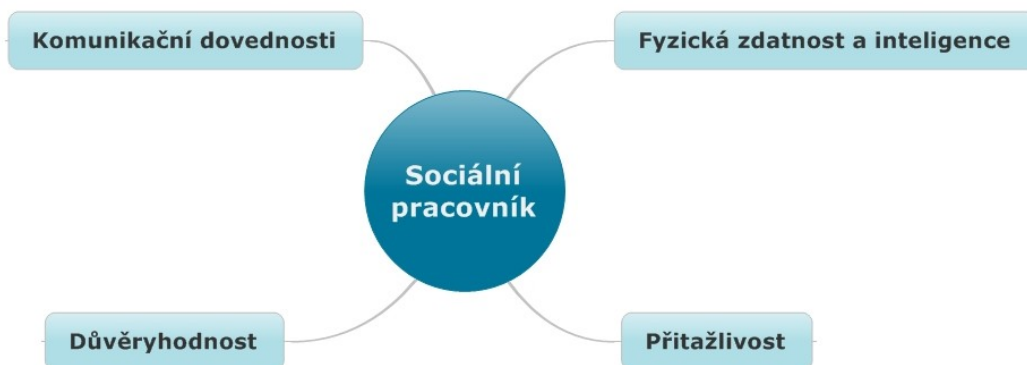 Komunikační dovednosti
Fyzická zdatnost a inteligence
Sociální
pracovník
Důvěryhodnost
Přitažlivost